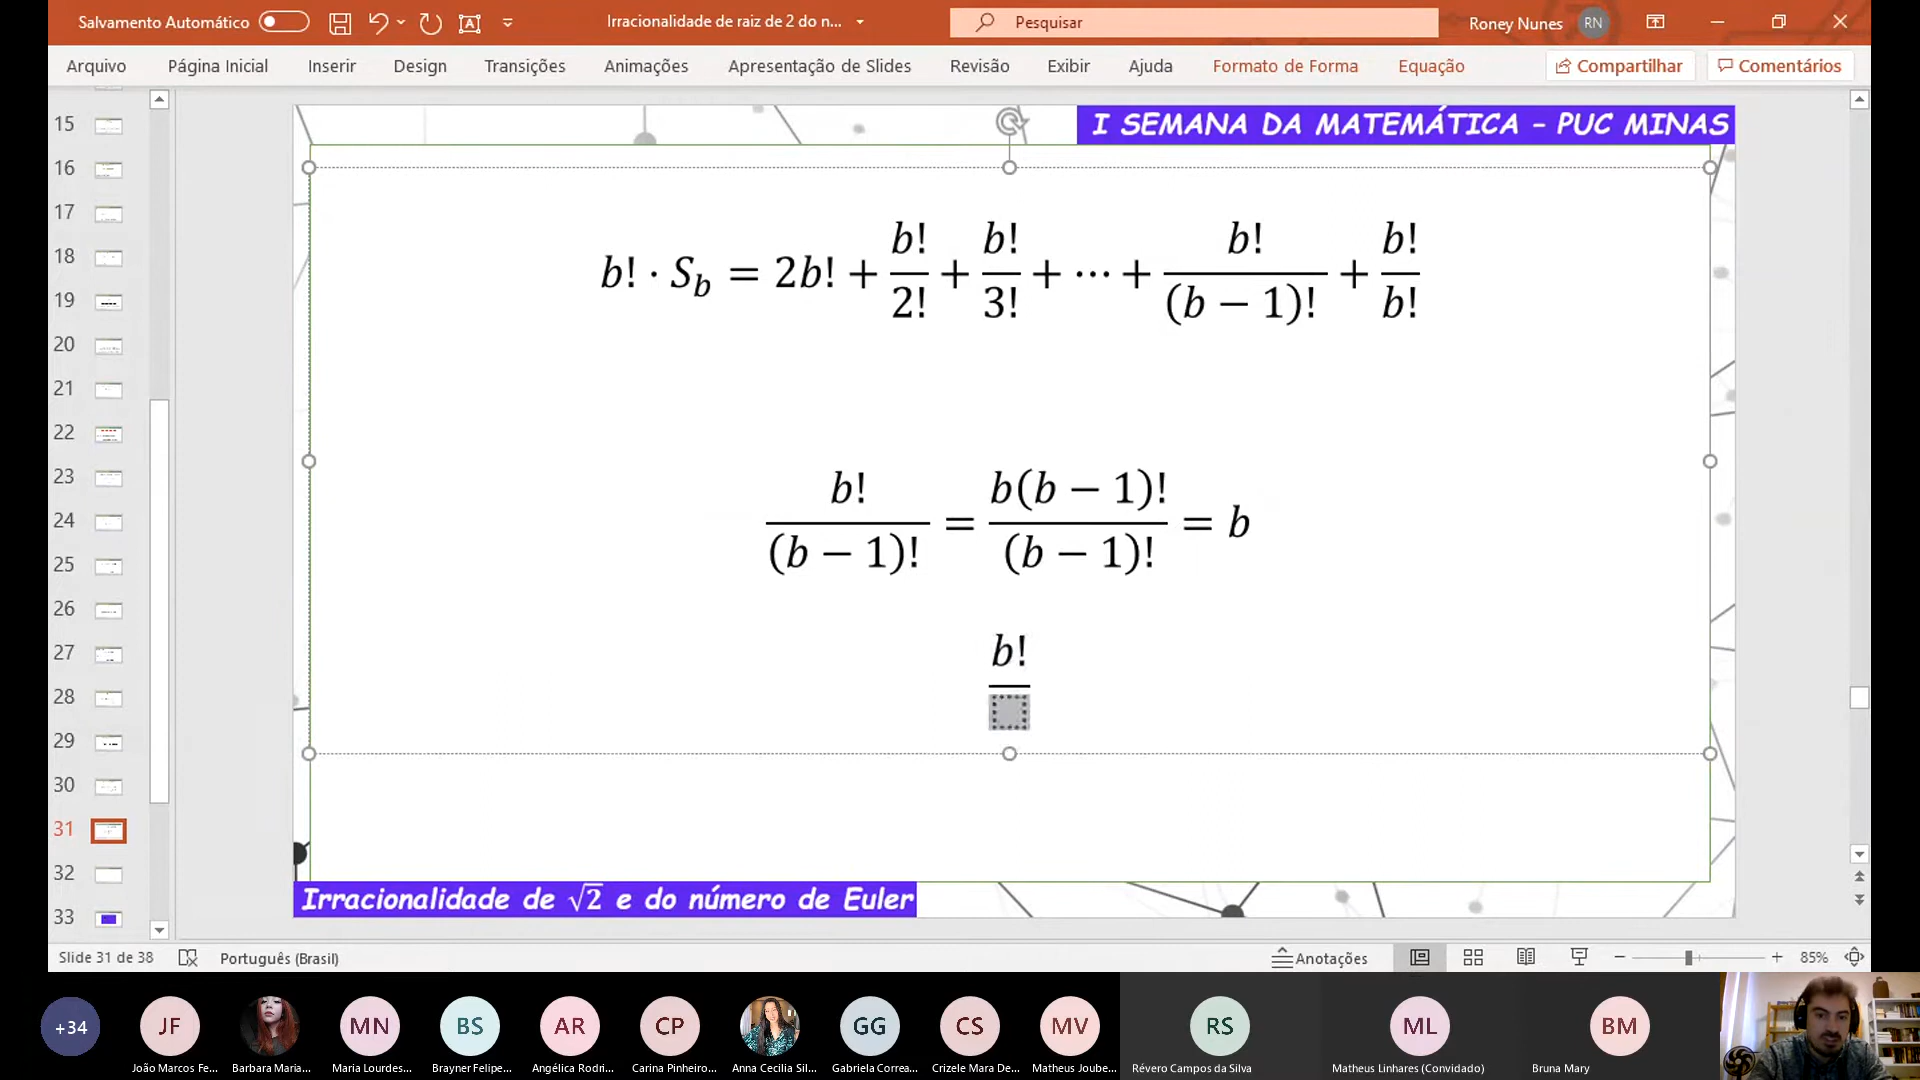 Salvamento Automático
Irracionalidade de raiz de 2 do n...
Pesquisar
Roney Nunes
RN
Arquivo Página Inicial Inserir Design Transições Animações Apresentação de Slides Revisão Exibir Ajuda Formato de Forma Equação Compartilhar Comentários
15
16
17
18
19
20
21
22
23
24
25
26
27
28
29
30
31
32
33
I SEMANA DA MATEMÁTICA - PUC MINAS
b! · S_b = 2b! + b!/2! + b!/3! + ⋯ + b!/(b − 1)! + b!/b!
b!/(b − 1)! = b(b − 1)!/(b − 1)! = b
b!
Irracionalidade de √2 e do número de Euler
Slide 31 de 38 Português (Brasil) Anotações 85%
+34 JF MN BS AR CP GG CS MV RS ML BM
João Marcos Fe... Barbara Maria... Maria Lourdes... Brayner Felipe... Angélica Rodri... Carina Pinheiro... Anna Cecilia Sil... Gabriela Correa... Crizele Mara De... Matheus Joube... Révero Campos da Silva Matheus Linhares (Convidado) Bruna Mary